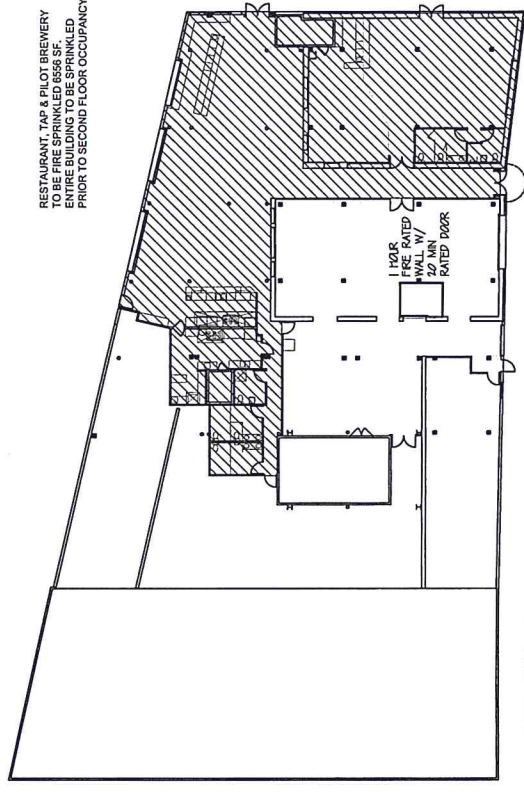 RESTAURANT, TAP & PILOT BREWERY
TO BE FIRE SPRINKLED 6556 SF.
ENTIRE BUILDING TO BE SPRINKLED
PRIOR TO SECOND FLOOR OCCUPANCY
1 HOUR
FIRE RATED
WALL W/
20 MIN
RATED DOOR